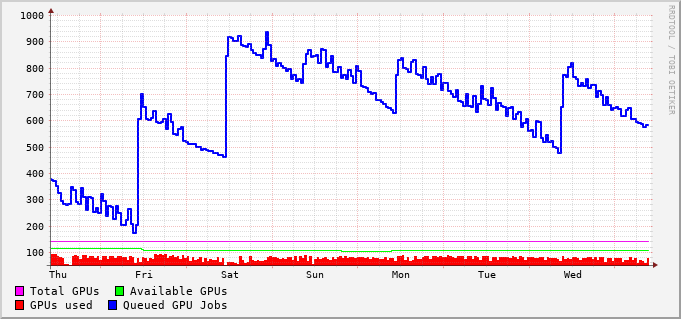 1000
900
800
700
600
500
400
300
200
100
Thu Fri Sat Sun Mon Tue Wed
Total GPUs Available GPUs
GPUs used Queued GPU Jobs
RRDTOOL / TOBI OETIKER